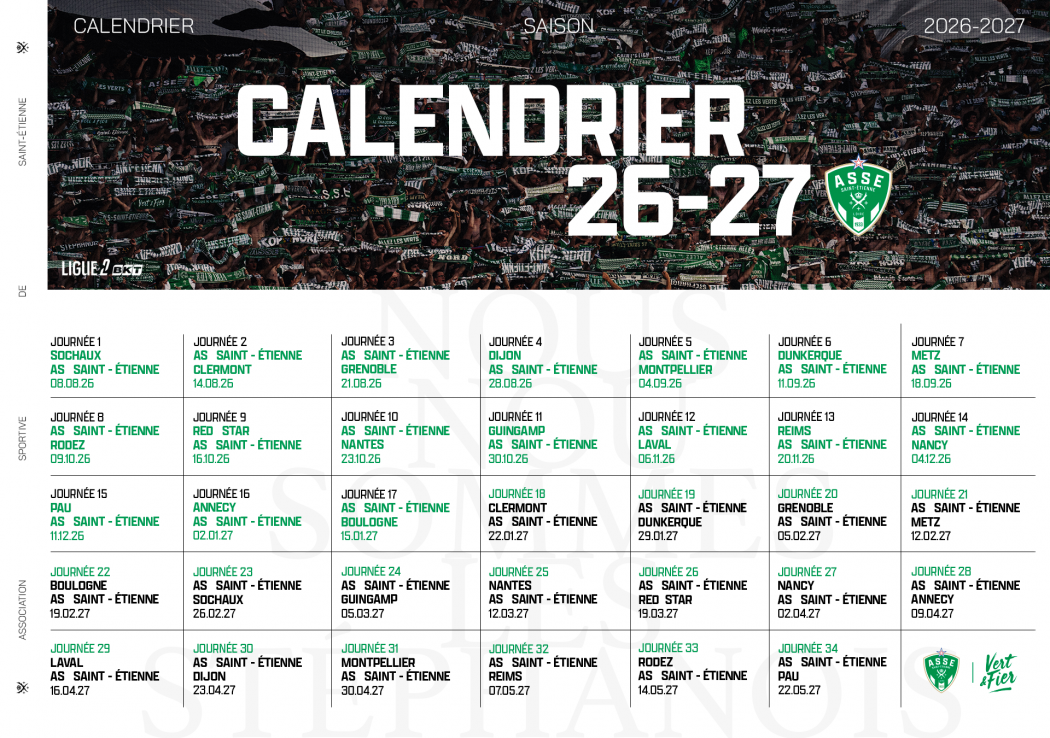 CALENDRIER
SAISON
2026-2027
CALENDRIER
26-27
ASSE
SAINT-ÉTIENNE
LIGUE 2 BKT
SAINT-ÉTIENNE
DE
SPORTIVE
ASSOCIATION
NOUS
NOUS
SOMMES
LES
STÉPHANOIS
JOURNÉE 1
SOCHAUX
AS SAINT - ÉTIENNE
08.08.26
JOURNÉE 2
AS SAINT - ÉTIENNE
CLERMONT
14.08.26
JOURNÉE 3
AS SAINT - ÉTIENNE
GRENOBLE
21.08.26
JOURNÉE 4
DIJON
AS SAINT - ÉTIENNE
28.08.26
JOURNÉE 5
AS SAINT - ÉTIENNE
MONTPELLIER
04.09.26
JOURNÉE 6
DUNKERQUE
AS SAINT - ÉTIENNE
11.09.26
JOURNÉE 7
METZ
AS SAINT - ÉTIENNE
18.09.26
JOURNÉE 8
AS SAINT - ÉTIENNE
RODEZ
09.10.26
JOURNÉE 9
RED STAR
AS SAINT - ÉTIENNE
16.10.26
JOURNÉE 10
AS SAINT - ÉTIENNE
NANTES
23.10.26
JOURNÉE 11
GUINGAMP
AS SAINT - ÉTIENNE
30.10.26
JOURNÉE 12
AS SAINT - ÉTIENNE
LAVAL
06.11.26
JOURNÉE 13
REIMS
AS SAINT - ÉTIENNE
20.11.26
JOURNÉE 14
AS SAINT - ÉTIENNE
NANCY
04.12.26
JOURNÉE 15
PAU
AS SAINT - ÉTIENNE
11.12.26
JOURNÉE 16
ANNECY
AS SAINT - ÉTIENNE
02.01.27
JOURNÉE 17
AS SAINT - ÉTIENNE
BOULOGNE
15.01.27
JOURNÉE 18
CLERMONT
AS SAINT - ÉTIENNE
22.01.27
JOURNÉE 19
AS SAINT - ÉTIENNE
DUNKERQUE
29.01.27
JOURNÉE 20
GRENOBLE
AS SAINT - ÉTIENNE
05.02.27
JOURNÉE 21
AS SAINT - ÉTIENNE
METZ
12.02.27
JOURNÉE 22
BOULOGNE
AS SAINT - ÉTIENNE
19.02.27
JOURNÉE 23
AS SAINT - ÉTIENNE
SOCHAUX
26.02.27
JOURNÉE 24
AS SAINT - ÉTIENNE
GUINGAMP
05.03.27
JOURNÉE 25
NANTES
AS SAINT - ÉTIENNE
12.03.27
JOURNÉE 26
AS SAINT - ÉTIENNE
RED STAR
19.03.27
JOURNÉE 27
NANCY
AS SAINT - ÉTIENNE
02.04.27
JOURNÉE 28
AS SAINT - ÉTIENNE
ANNECY
09.04.27
JOURNÉE 29
LAVAL
AS SAINT - ÉTIENNE
16.04.27
JOURNÉE 30
AS SAINT - ÉTIENNE
DIJON
23.04.27
JOURNÉE 31
MONTPELLIER
AS SAINT - ÉTIENNE
30.04.27
JOURNÉE 32
AS SAINT - ÉTIENNE
REIMS
07.05.27
JOURNÉE 33
RODEZ
AS SAINT - ÉTIENNE
14.05.27
JOURNÉE 34
AS SAINT - ÉTIENNE
PAU
22.05.27
ASSE
Vert
&Fier